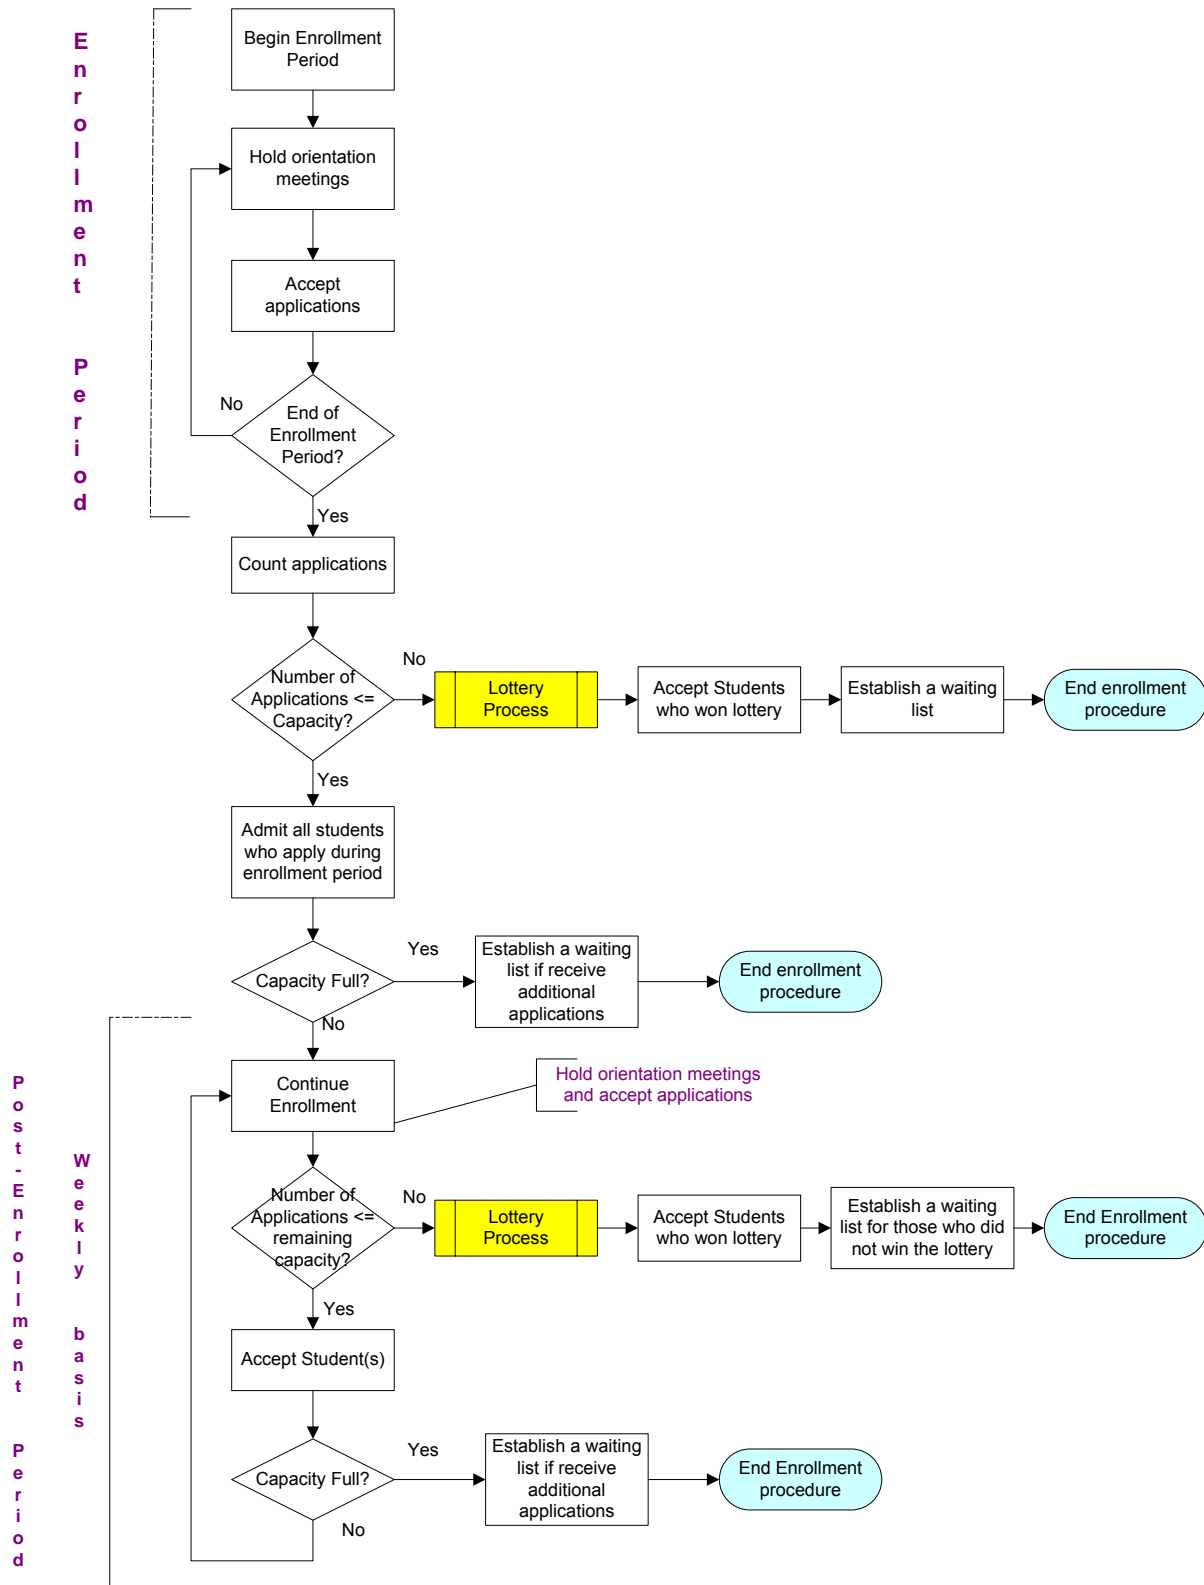 Enrollment Period
Begin Enrollment
Period
Hold orientation
meetings
Accept
applications
No
End of
Enrollment
Period?
Yes
Count applications
Number of
Applications <=
Capacity?
No
Lottery
Process
Accept Students
who won lottery
Establish a waiting
list
End enrollment
procedure
Yes
Admit all students
who apply during
enrollment period
Capacity Full?
Yes
Establish a waiting
list if receive
additional
applications
End enrollment
procedure
No
Post-Enrollment Period
Weekly basis
Continue
Enrollment
Hold orientation meetings
and accept applications
Number of
Applications <=
remaining
capacity?
No
Lottery
Process
Accept Students
who won lottery
Establish a waiting
list for those who did
not win the lottery
End Enrollment
procedure
Yes
Accept Student(s)
Capacity Full?
Yes
Establish a waiting
list if receive
additional
applications
End Enrollment
procedure
No